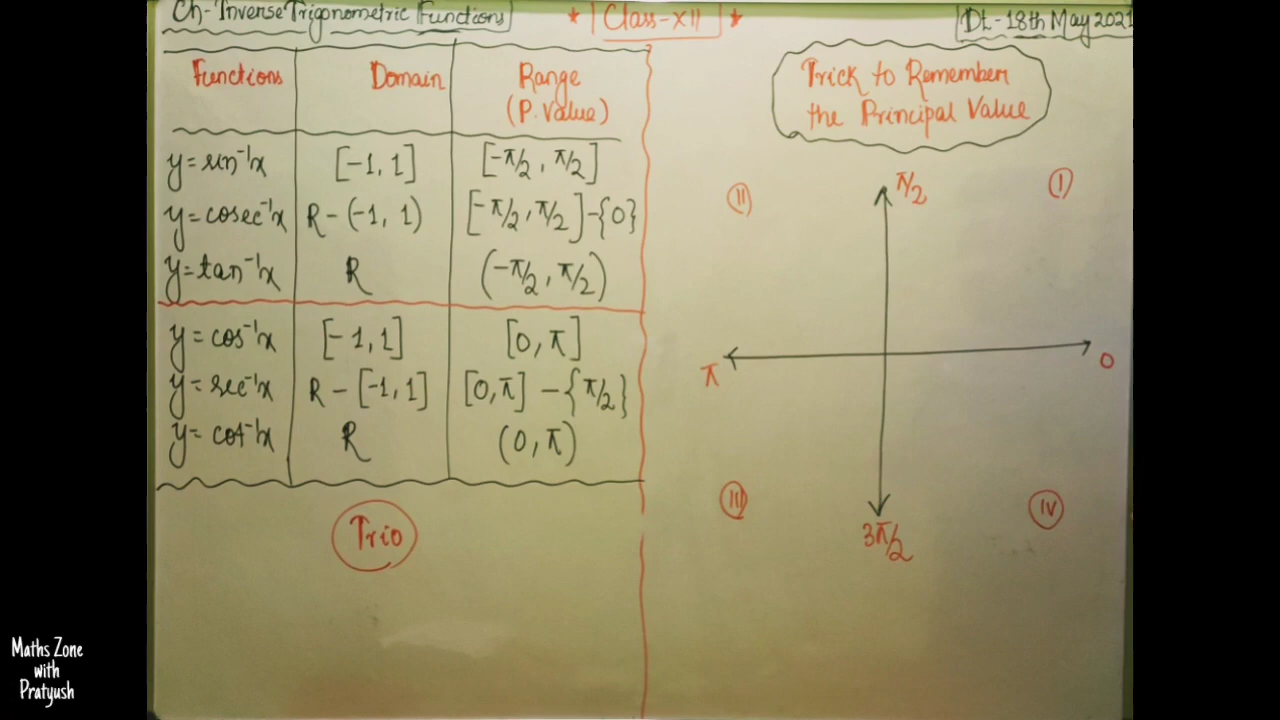 Ch-Inverse Trigonometric Functions
★ Class-XII ★
Dt-18th May 2021
Functions Domain Range (P. Value)
y = sin⁻¹x [-1, 1] [-π/2, π/2]
y = cosec⁻¹x R - (-1, 1) [-π/2, π/2] - {0}
y = tan⁻¹x R (-π/2, π/2)
y = cos⁻¹x [-1, 1] [0, π]
y = sec⁻¹x R - [-1, 1] [0, π] - {π/2}
y = cot⁻¹x R (0, π)
Trio
Trick to Remember
the Principal Value
II π/2 I
π 0
III 3π/2 IV
Maths Zone
with
Pratyush